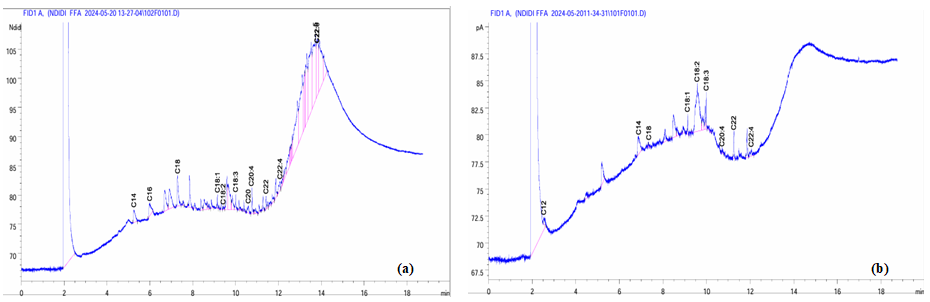 FID1 A, (NDIDI FFA 2024-05-20 13-27-04\102F0101.D)
Ndid
105
100
95
90
85
80
75
70
C14
C16
C18
C18:1
C18:2
C18:3
C20
C20:4
C22
C22:4
(a)
0 2 4 6 8 10 12 14 16 18 min
FID1 A, (NDIDI FFA 2024-05-2011-34-31\101F0101.D)
pA
87.5
85
82.5
80
77.5
75
72.5
70
67.5
C12
C14
C18
C18:1
C18:2
C18:3
C20:4
C22
C22:4
(b)
0 2 4 6 8 10 12 14 16 18 min